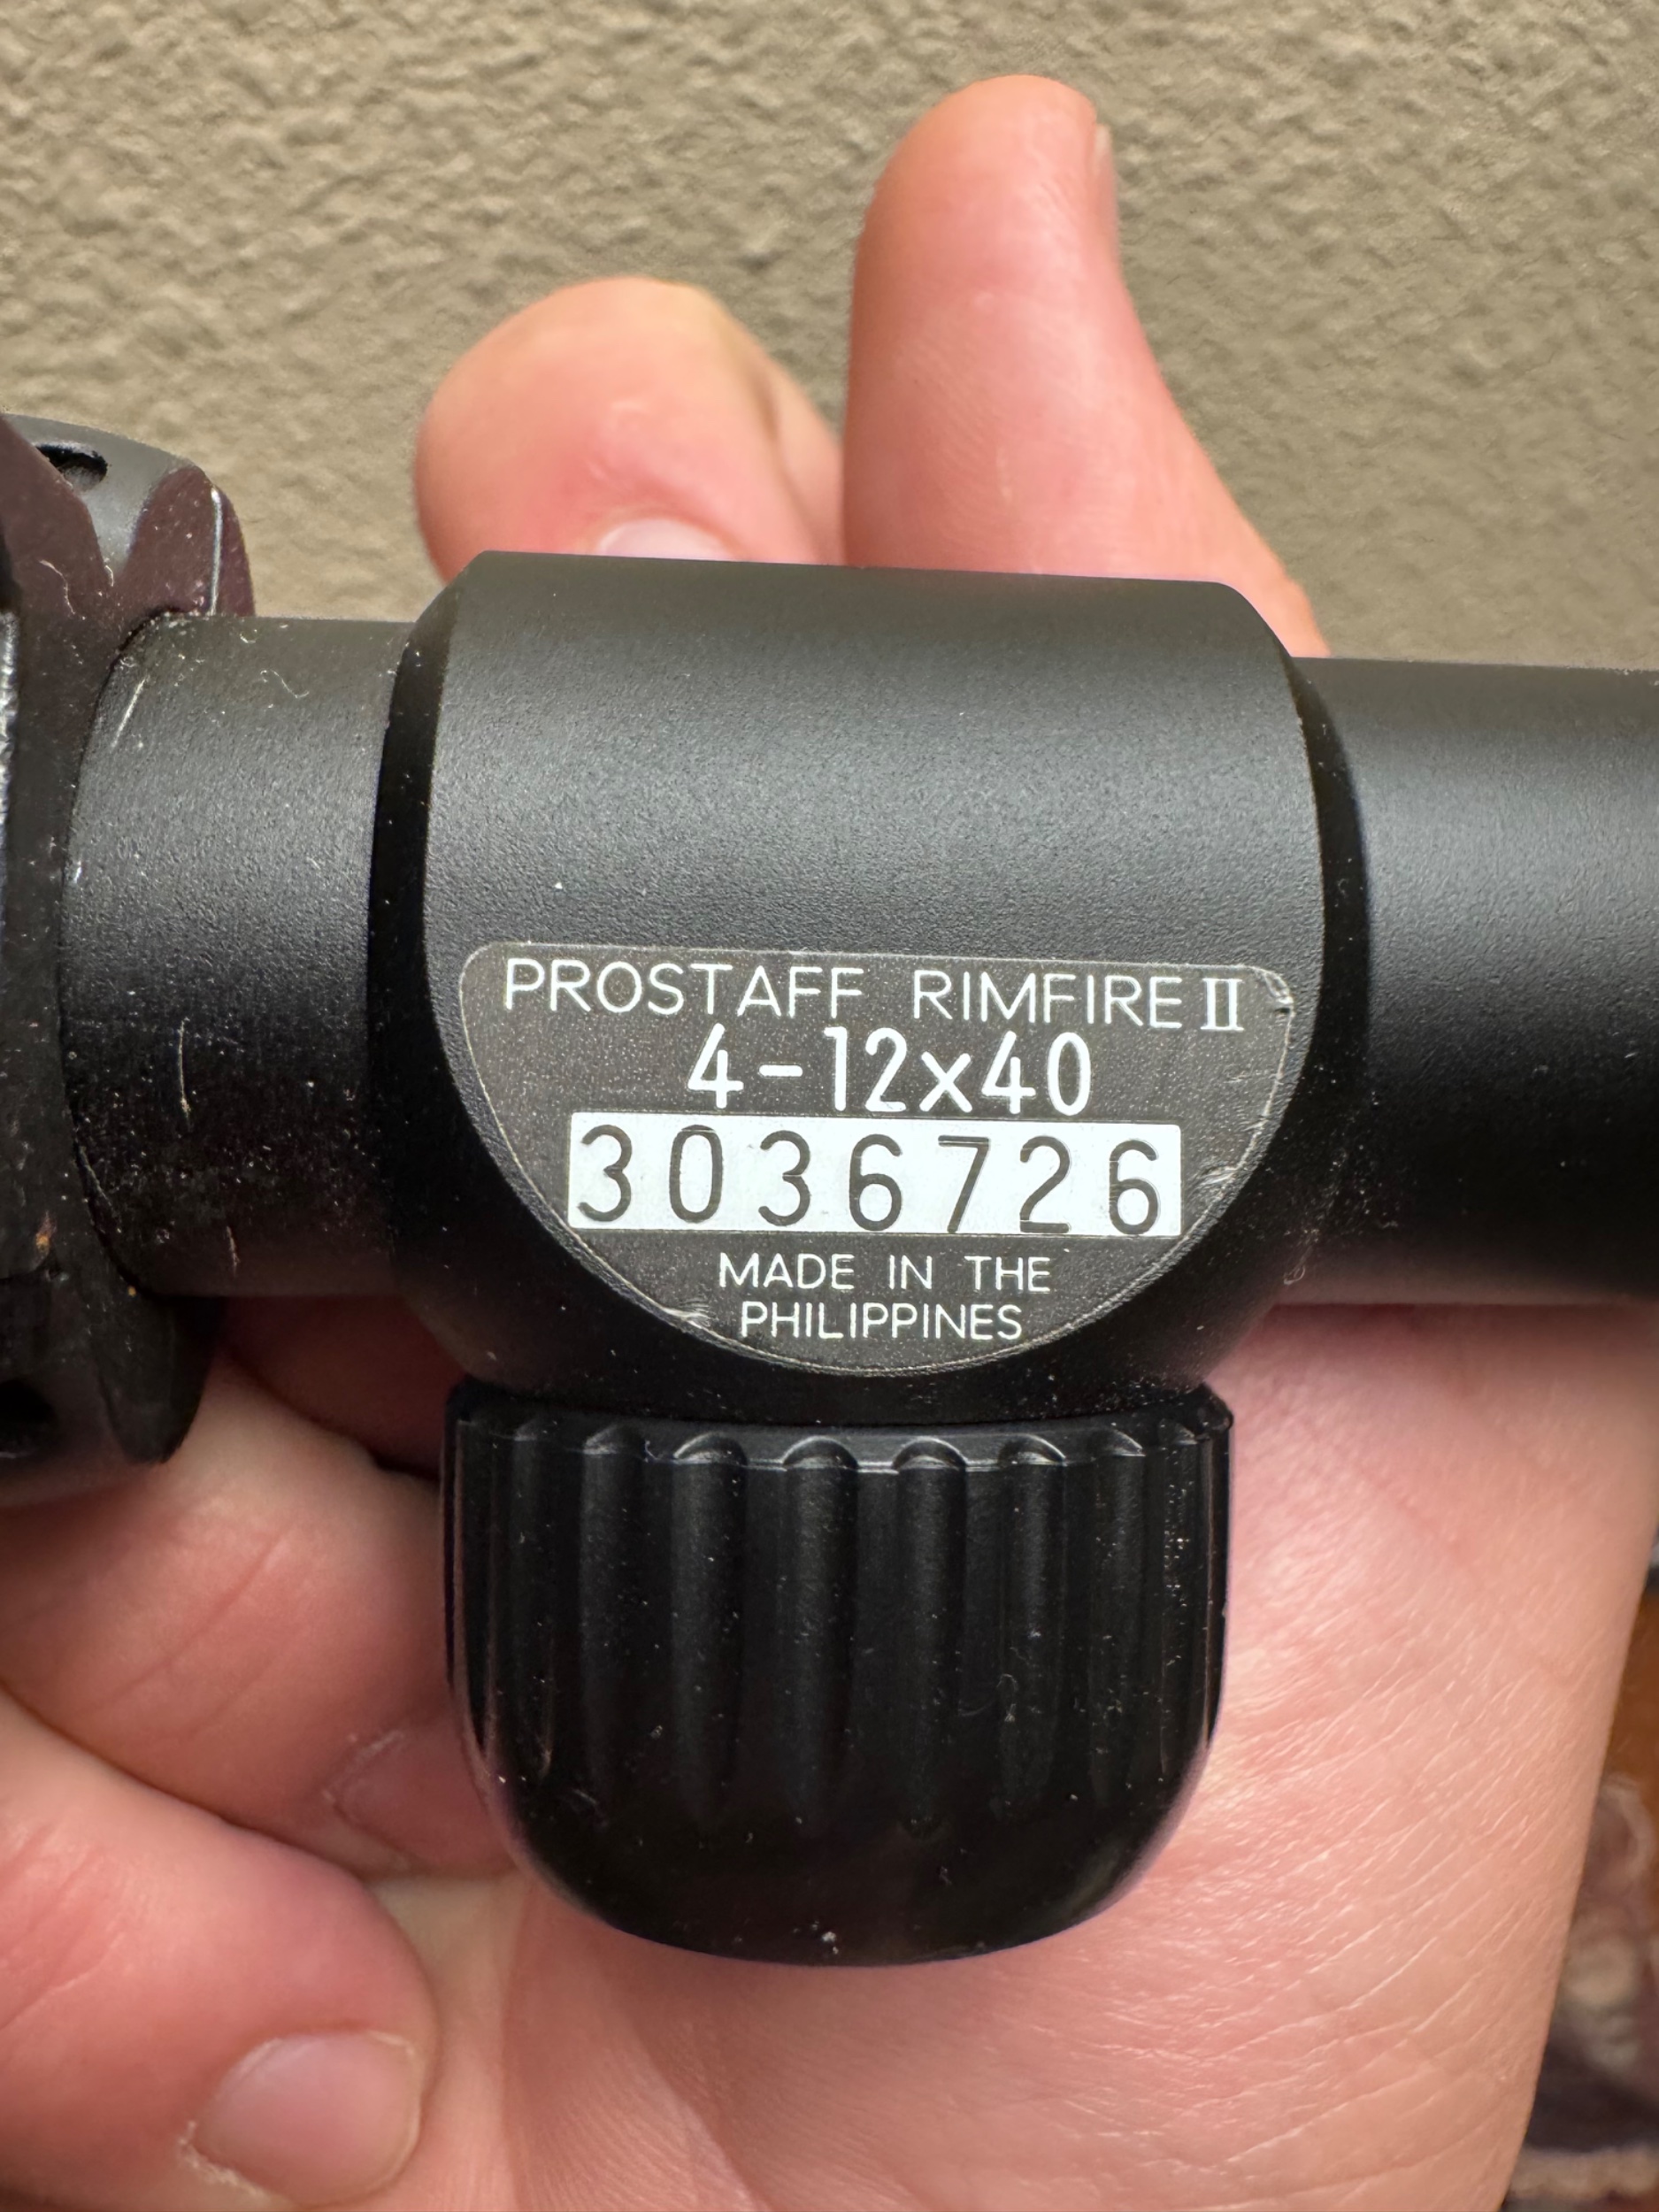 PROSTAFF RIMFIRE II
4-12x40
3036726
MADE IN THE
PHILIPPINES